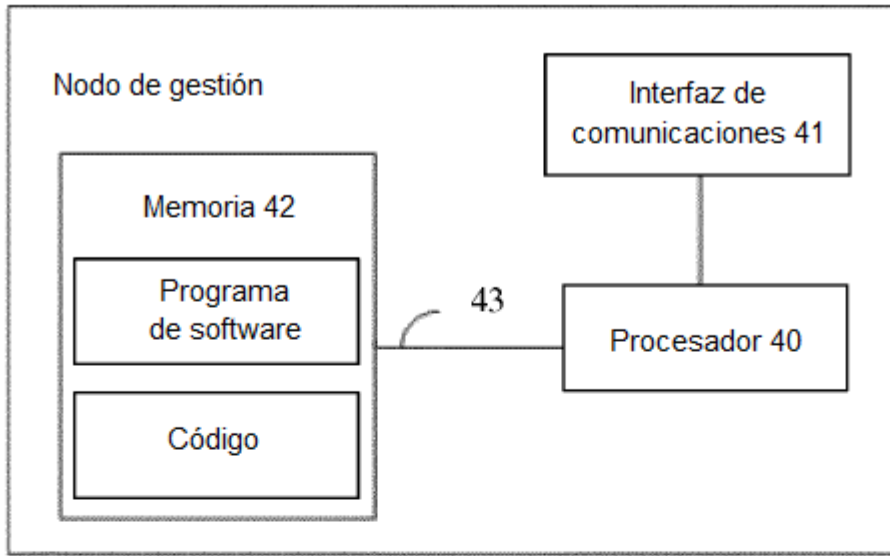 Nodo de gestión
Interfaz de
comunicaciones 41
Memoria 42
Programa
de software
43
Procesador 40
Código